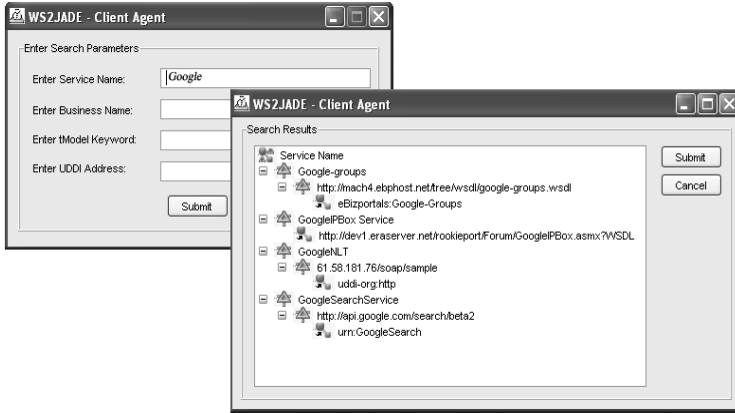 WS2JADE - Client Agent
Enter Search Parameters
Enter Service Name:
Google
Enter Business Name:
Enter tModel Keyword:
Enter UDDI Address:
Submit
WS2JADE - Client Agent
Search Results
Service Name
Google-groups
http://mach4.ebphost.net/tree/wsdl/google-groups.wsdl
eBizportals:Google-Groups
GoogleIPBox Service
http://dev1.eraserver.net/rookieport/Forum/GoogleIPBox.asmx?WSDL
GoogleNLT
61.58.181.76/soap/sample
uddi-org:http
GoogleSearchService
http://api.google.com/search/beta2
urn:GoogleSearch
Submit
Cancel